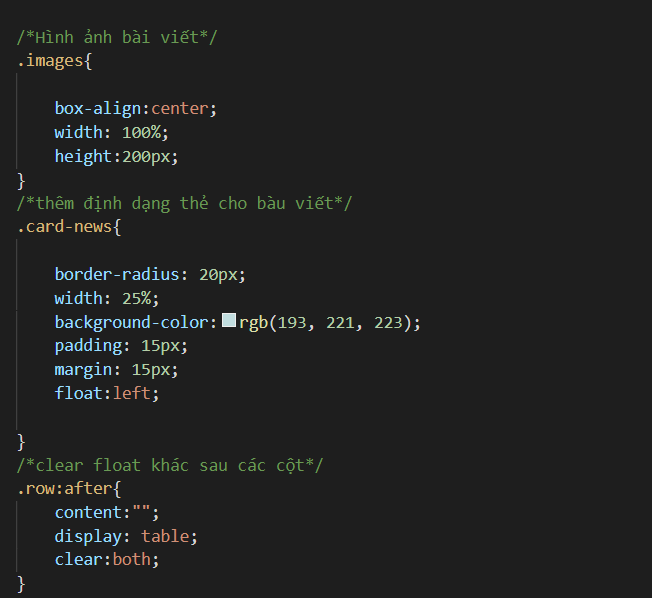 /*Hình ảnh bài viết*/
.images{
box-align:center;
width: 100%;
height:200px;
}
/*thêm định dạng thẻ cho bàu viết*/
.card-news{
border-radius: 20px;
width: 25%;
background-color: rgb(193, 221, 223);
padding: 15px;
margin: 15px;
float:left;
}
/*clear float khác sau các cột*/
.row:after{
content:"";
display: table;
clear:both;
}